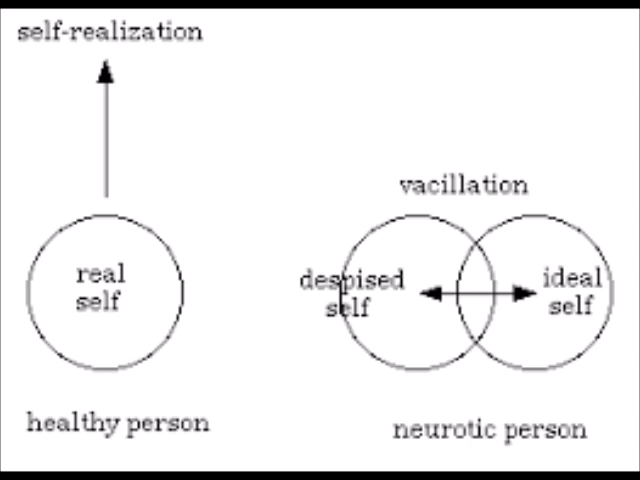 self-realization
vacillation
real
self
despised
self
ideal
self
healthy person
neurotic person